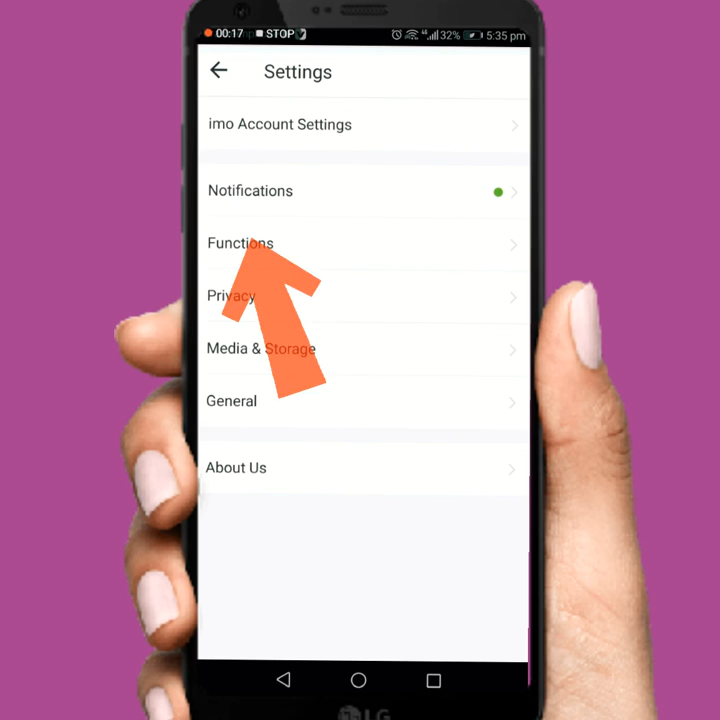 00:17 STOP 4G 32% 5:35 pm
Settings
imo Account Settings
Notifications
Functions
Privacy
Media & Storage
General
About Us
LG